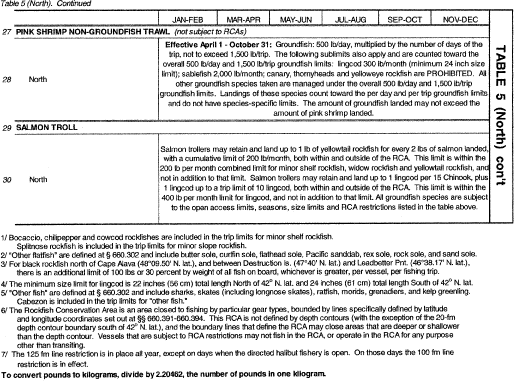 Table 5 (North). Continued
JAN-FEB MAR-APR MAY-JUN JUL-AUG SEP-OCT NOV-DEC
27 PINK SHRIMP NON-GROUNDFISH TRAWL (not subject to RCAs)
28 North
Effective April 1 - October 31: Groundfish: 500 lb/day, multiplied by the number of days of the
trip, not to exceed 1,500 lb/trip. The following sublimits also apply and are counted toward the
overall 500 lb/day and 1,500 lb/trip groundfish limits: lingcod 300 lb/month (minimum 24 inch size
limit); sablefish 2,000 lb/month; canary, thornyheads and yelloweye rockfish are PROHIBITED. All
other groundfish species taken are managed under the overall 500 lb/day and 1,500 lb/trip
groundfish limits. Landings of these species count toward the per day and per trip groundfish limits
and do not have species-specific limits. The amount of groundfish landed may not exceed the
amount of pink shrimp landed.
29 SALMON TROLL
30 North
Salmon trollers may retain and land up to 1 lb of yellowtail rockfish for every 2 lbs of salmon landed,
with a cumulative limit of 200 lb/month, both within and outside of the RCA. This limit is within the
200 lb per month combined limit for minor shelf rockfish, widow rockfish and yellowtail rockfish, and
not in addition to that limit. Salmon trollers may retain and land up to 1 lingcod per 15 Chinook, plus
1 lingcod up to a trip limit of 10 lingcod, both within and outside of the RCA. This limit is within the
400 lb per month limit for lingcod, and not in addition to that limit. All groundfish species are subject
to the open access limits, seasons, size limits and RCA restrictions listed in the table above.
TABLE 5 (North) con't
1/ Bocaccio, chilipepper and cowcod rockfishes are included in the trip limits for minor shelf rockfish.
Splitnose rockfish is included in the trip limits for minor slope rockfish.
2/ "Other flatfish" are defined at § 660.302 and include butter sole, curlfin sole, flathead sole, Pacific sanddab, rex sole, rock sole, and sand sole.
3/ For black rockfish north of Cape Alava (48°09.50' N. lat.), and between Destruction Is. (47°40' N. lat.) and Leadbetter Pnt. (46°38.17' N. lat.),
there is an additional limit of 100 lbs or 30 percent by weight of all fish on board, whichever is greater, per vessel, per fishing trip.
4/ The minimum size limit for lingcod is 22 inches (56 cm) total length North of 42° N. lat. and 24 inches (61 cm) total length South of 42° N. lat.
5/ "Other fish" are defined at § 660.302 and include sharks, skates (including longnose skates), ratfish, morids, grenadiers, and kelp greenling.
Cabezon is included in the trip limits for "other fish."
6/ The Rockfish Conservation Area is an area closed to fishing by particular gear types, bounded by lines specifically defined by latitude
and longitude coordinates set out at §§ 660.391-660.394. This RCA is not defined by depth contours (with the exception of the 20-fm
depth contour boundary south of 42° N. lat.), and the boundary lines that define the RCA may close areas that are deeper or shallower
than the depth contour. Vessels that are subject to RCA restrictions may not fish in the RCA, or operate in the RCA for any purpose
other than transiting.
7/ The 125 fm line restriction is in place all year, except on days when the directed halibut fishery is open. On those days the 100 fm line
restriction is in effect.
To convert pounds to kilograms, divide by 2.20462, the number of pounds in one kilogram.